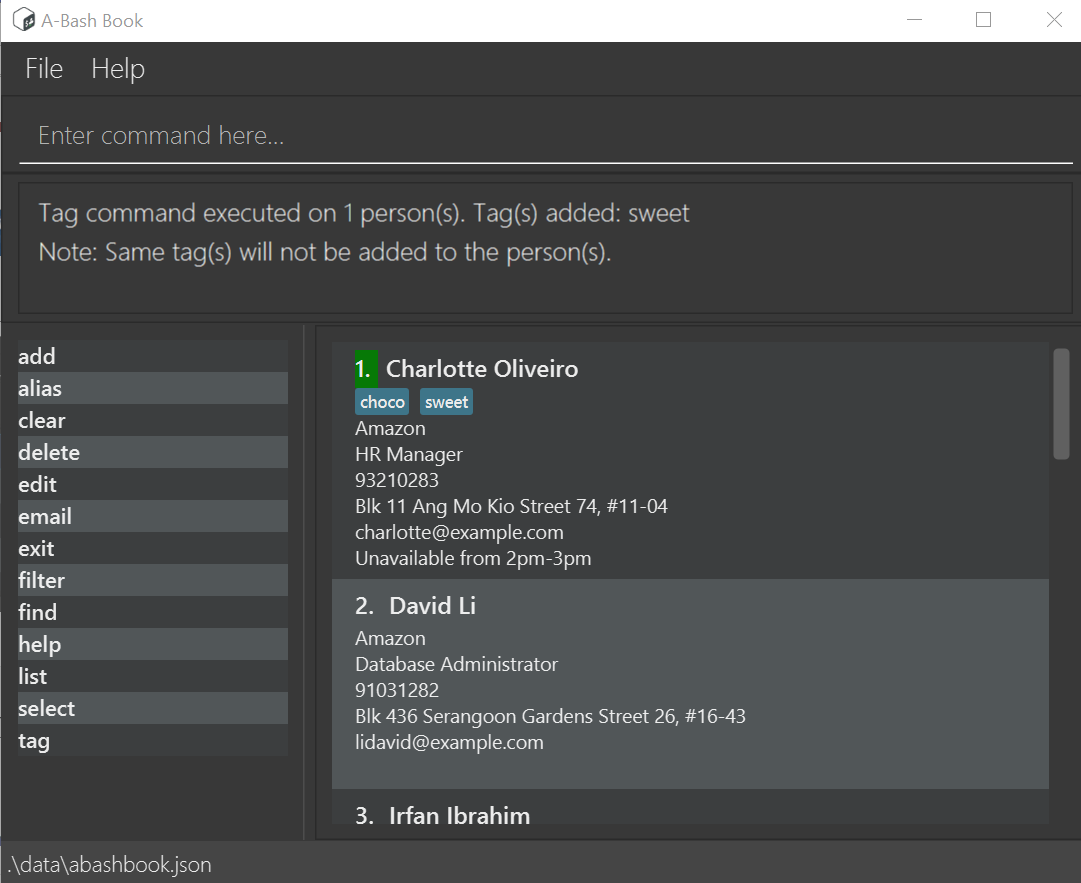 A-Bash Book
File Help
Enter command here...
Tag command executed on 1 person(s). Tag(s) added: sweet
Note: Same tag(s) will not be added to the person(s).
add
alias
clear
delete
edit
email
exit
filter
find
help
list
select
tag
1. Charlotte Oliveiro
choco sweet
Amazon
HR Manager
93210283
Blk 11 Ang Mo Kio Street 74, #11-04
charlotte@example.com
Unavailable from 2pm-3pm
2. David Li
Amazon
Database Administrator
91031282
Blk 436 Serangoon Gardens Street 26, #16-43
lidavid@example.com
3. Irfan Ibrahim
.\data\abashbook.json